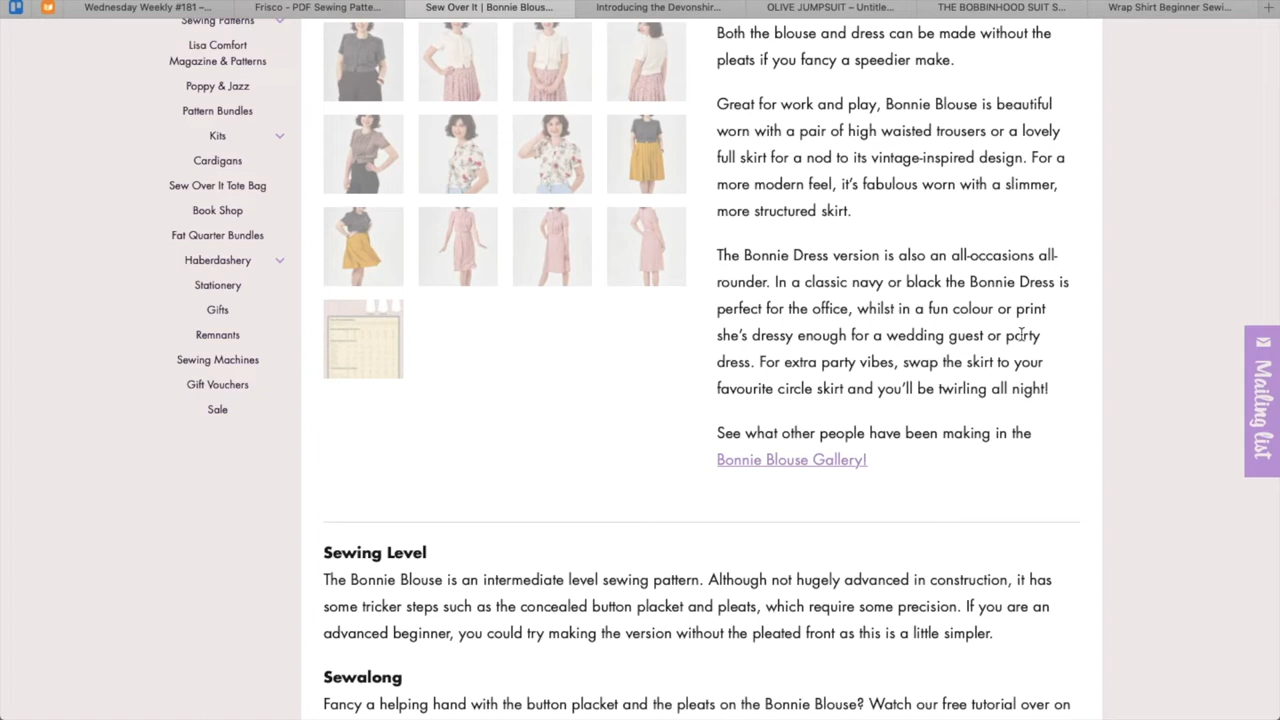 Wednesday Weekly #181 –...
Frisco - PDF Sewing Patte...
Sew Over It | Bonnie Blous...
Introducing the Devonshir...
OLIVE JUMPSUIT – Untitle...
THE BOBBINHOOD SUIT S...
Wrap Shirt Beginner Sewi...
Sewing Patterns
Lisa Comfort
Magazine & Patterns
Poppy & Jazz
Pattern Bundles
Kits
Cardigans
Sew Over It Tote Bag
Book Shop
Fat Quarter Bundles
Haberdashery
Stationery
Gifts
Remnants
Sewing Machines
Gift Vouchers
Sale
Both the blouse and dress can be made without the
pleats if you fancy a speedier make.
Great for work and play, Bonnie Blouse is beautiful
worn with a pair of high waisted trousers or a lovely
full skirt for a nod to its vintage-inspired design. For a
more modern feel, it's fabulous worn with a slimmer,
more structured skirt.
The Bonnie Dress version is also an all-occasions all-
rounder. In a classic navy or black the Bonnie Dress is
perfect for the office, whilst in a fun colour or print
she's dressy enough for a wedding guest or party
dress. For extra party vibes, swap the skirt to your
favourite circle skirt and you'll be twirling all night!
See what other people have been making in the
Bonnie Blouse Gallery!
Mailing list
Sewing Level
The Bonnie Blouse is an intermediate level sewing pattern. Although not hugely advanced in construction, it has
some tricker steps such as the concealed button placket and pleats, which require some precision. If you are an
advanced beginner, you could try making the version without the pleated front as this is a little simpler.
Sewalong
Fancy a helping hand with the button placket and the pleats on the Bonnie Blouse? Watch our free tutorial over on